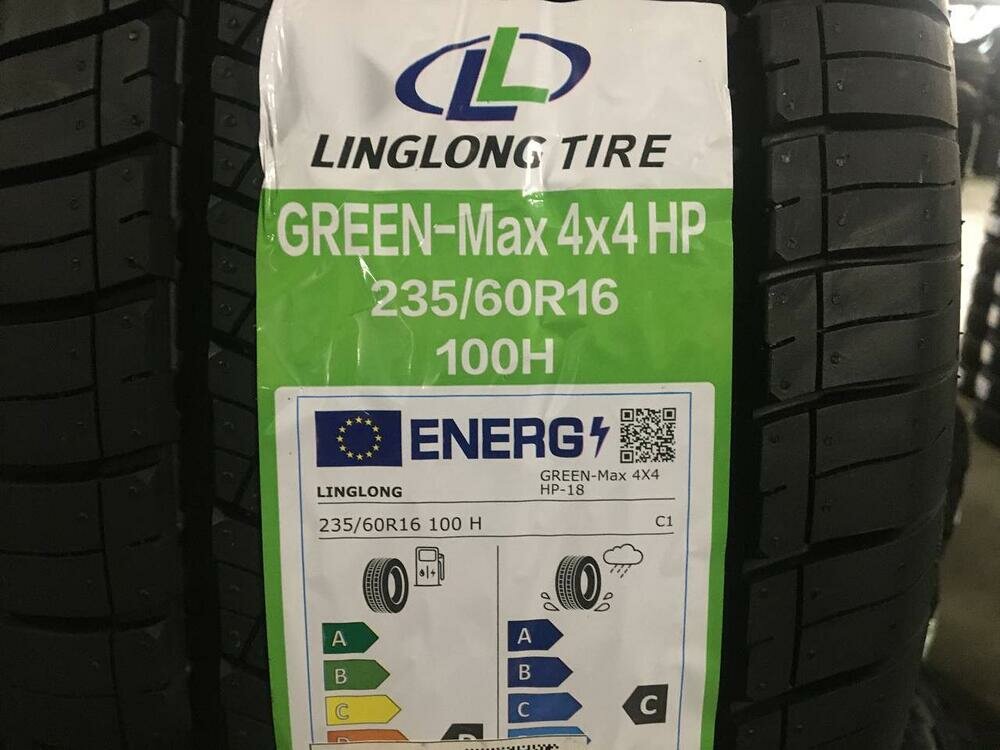 LL
LINGLONG TIRE
GREEN-Max 4x4 HP
235/60R16
100H
ENERG
LINGLONG
GREEN-Max 4X4
HP-18
235/60R16 100 H
C1
A
B
C
D
A
B
C
C